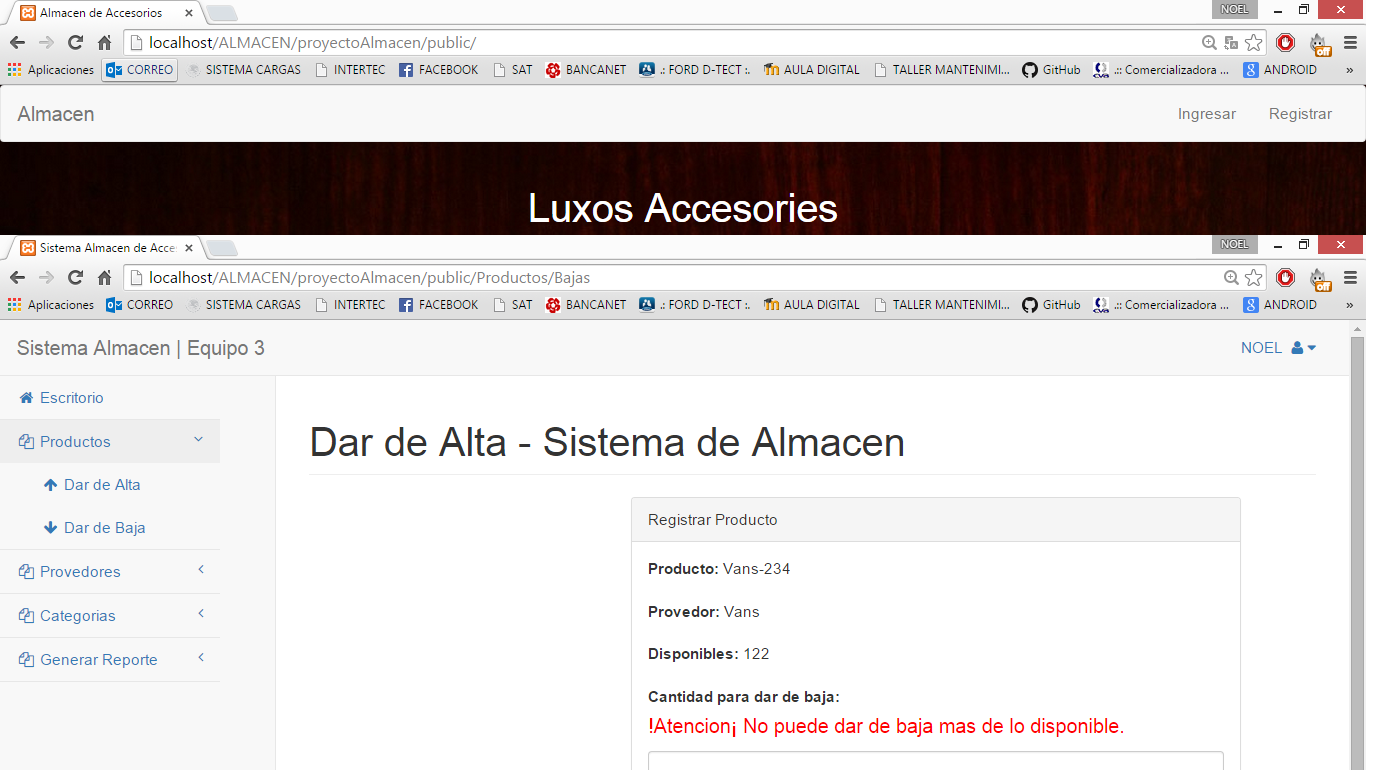 Almacen de Accesorios
NOEL
localhost/ALMACEN/proyectoAlmacen/public/
off
Aplicaciones CORREO SISTEMA CARGAS INTERTEC FACEBOOK SAT BANCANET .: FORD D-TECT :. AULA DIGITAL TALLER MANTENIMI... GitHub .:: Comercializadora ... ANDROID »
Almacen Ingresar Registrar
Luxos Accesories
Sistema Almacen de Acce
NOEL
localhost/ALMACEN/proyectoAlmacen/public/Productos/Bajas
off
Aplicaciones CORREO SISTEMA CARGAS INTERTEC FACEBOOK SAT BANCANET .: FORD D-TECT :. AULA DIGITAL TALLER MANTENIMI... GitHub .:: Comercializadora ... ANDROID »
Sistema Almacen | Equipo 3 NOEL
Escritorio
Productos
Dar de Alta
Dar de Baja
Provedores
Categorias
Generar Reporte
Dar de Alta - Sistema de Almacen
Registrar Producto
Producto: Vans-234
Provedor: Vans
Disponibles: 122
Cantidad para dar de baja:
!Atencion¡ No puede dar de baja mas de lo disponible.